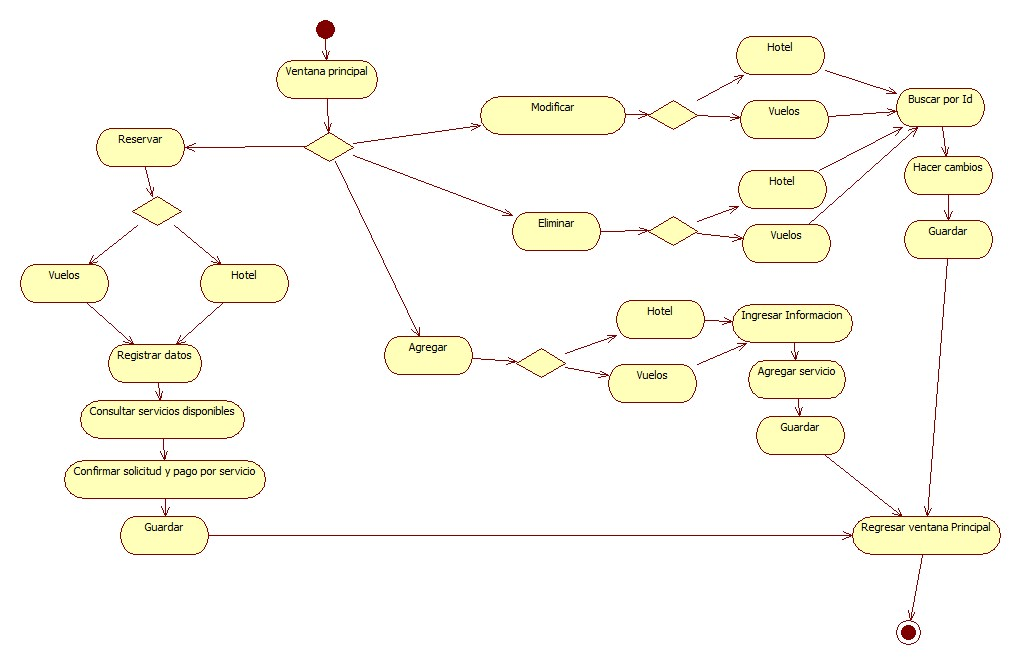 Ventana principal
Reservar
Vuelos
Hotel
Registrar datos
Consultar servicios disponibles
Confirmar solicitud y pago por servicio
Guardar
Modificar
Hotel
Vuelos
Buscar por Id
Hacer cambios
Guardar
Eliminar
Hotel
Vuelos
Agregar
Hotel
Vuelos
Ingresar Informacion
Agregar servicio
Guardar
Regresar ventana Principal